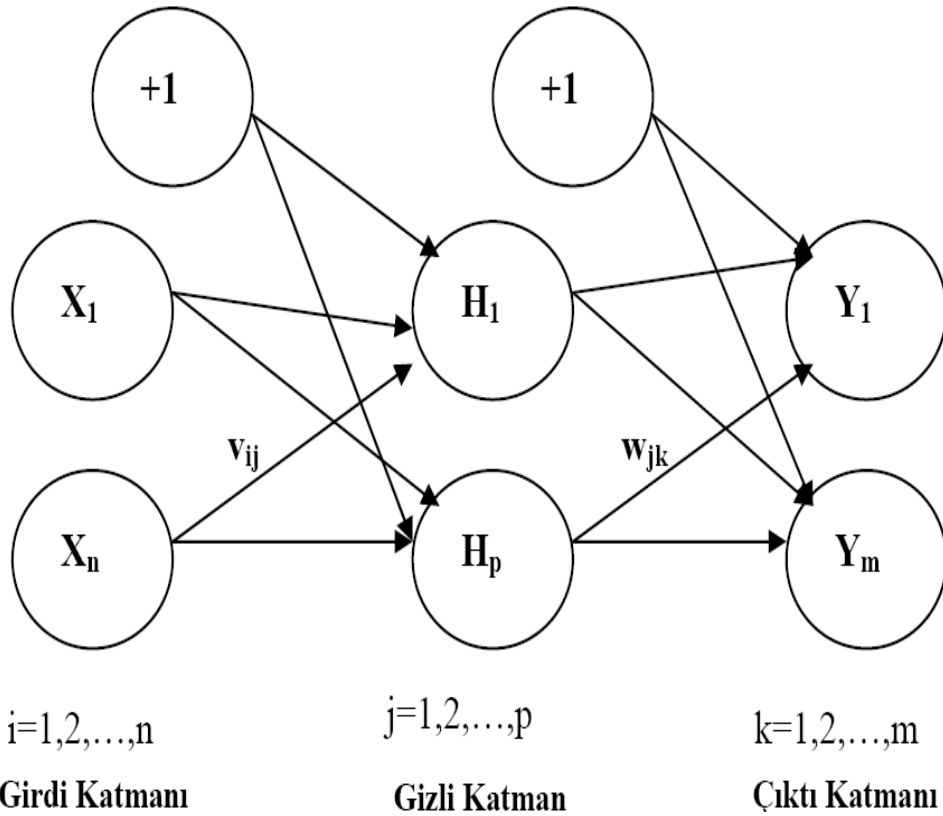 +1 +1
X1 H1 Y1
vij wjk
Xn Hp Ym
i=1,2,…,n j=1,2,…,p k=1,2,…,m
Girdi Katmanı Gizli Katman Çıktı Katmanı